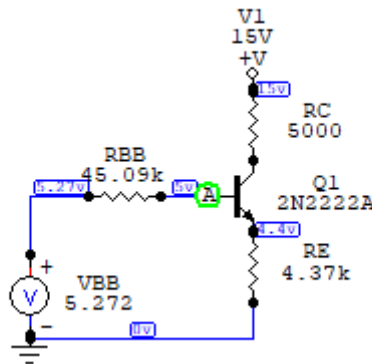 V1
15V
+V
15v
RC
5000
RBB
45.09k
5.27v
5v
A
Q1
2N2222A
4.4v
RE
4.37k
+
V
VBB
5.272
-
0v